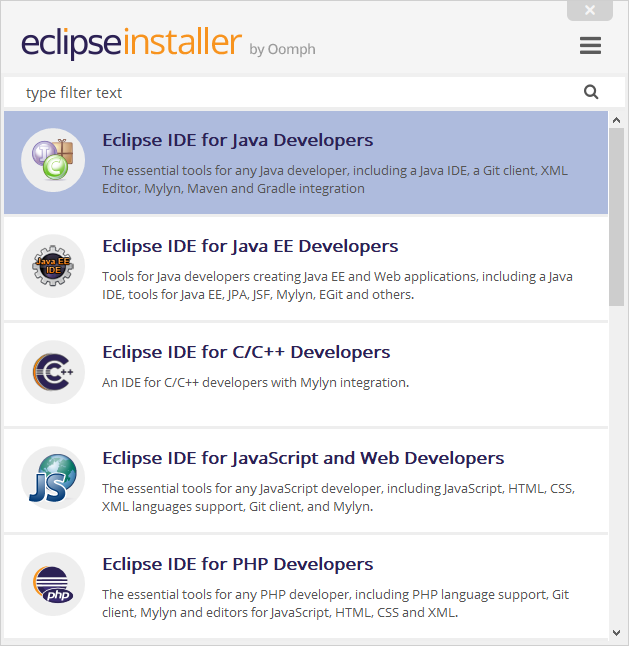 eclipseinstaller by Oomph
type filter text
Eclipse IDE for Java Developers
The essential tools for any Java developer, including a Java IDE, a Git client, XML
Editor, Mylyn, Maven and Gradle integration
Java EE
IDE
Eclipse IDE for Java EE Developers
Tools for Java developers creating Java EE and Web applications, including a Java
IDE, tools for Java EE, JPA, JSF, Mylyn, EGit and others.
C++
Eclipse IDE for C/C++ Developers
An IDE for C/C++ developers with Mylyn integration.
JS
Eclipse IDE for JavaScript and Web Developers
The essential tools for any JavaScript developer, including JavaScript, HTML, CSS,
XML languages support, Git client, and Mylyn.
php
Eclipse IDE for PHP Developers
The essential tools for any PHP developer, including PHP language support, Git
client, Mylyn and editors for JavaScript, HTML, CSS and XML.